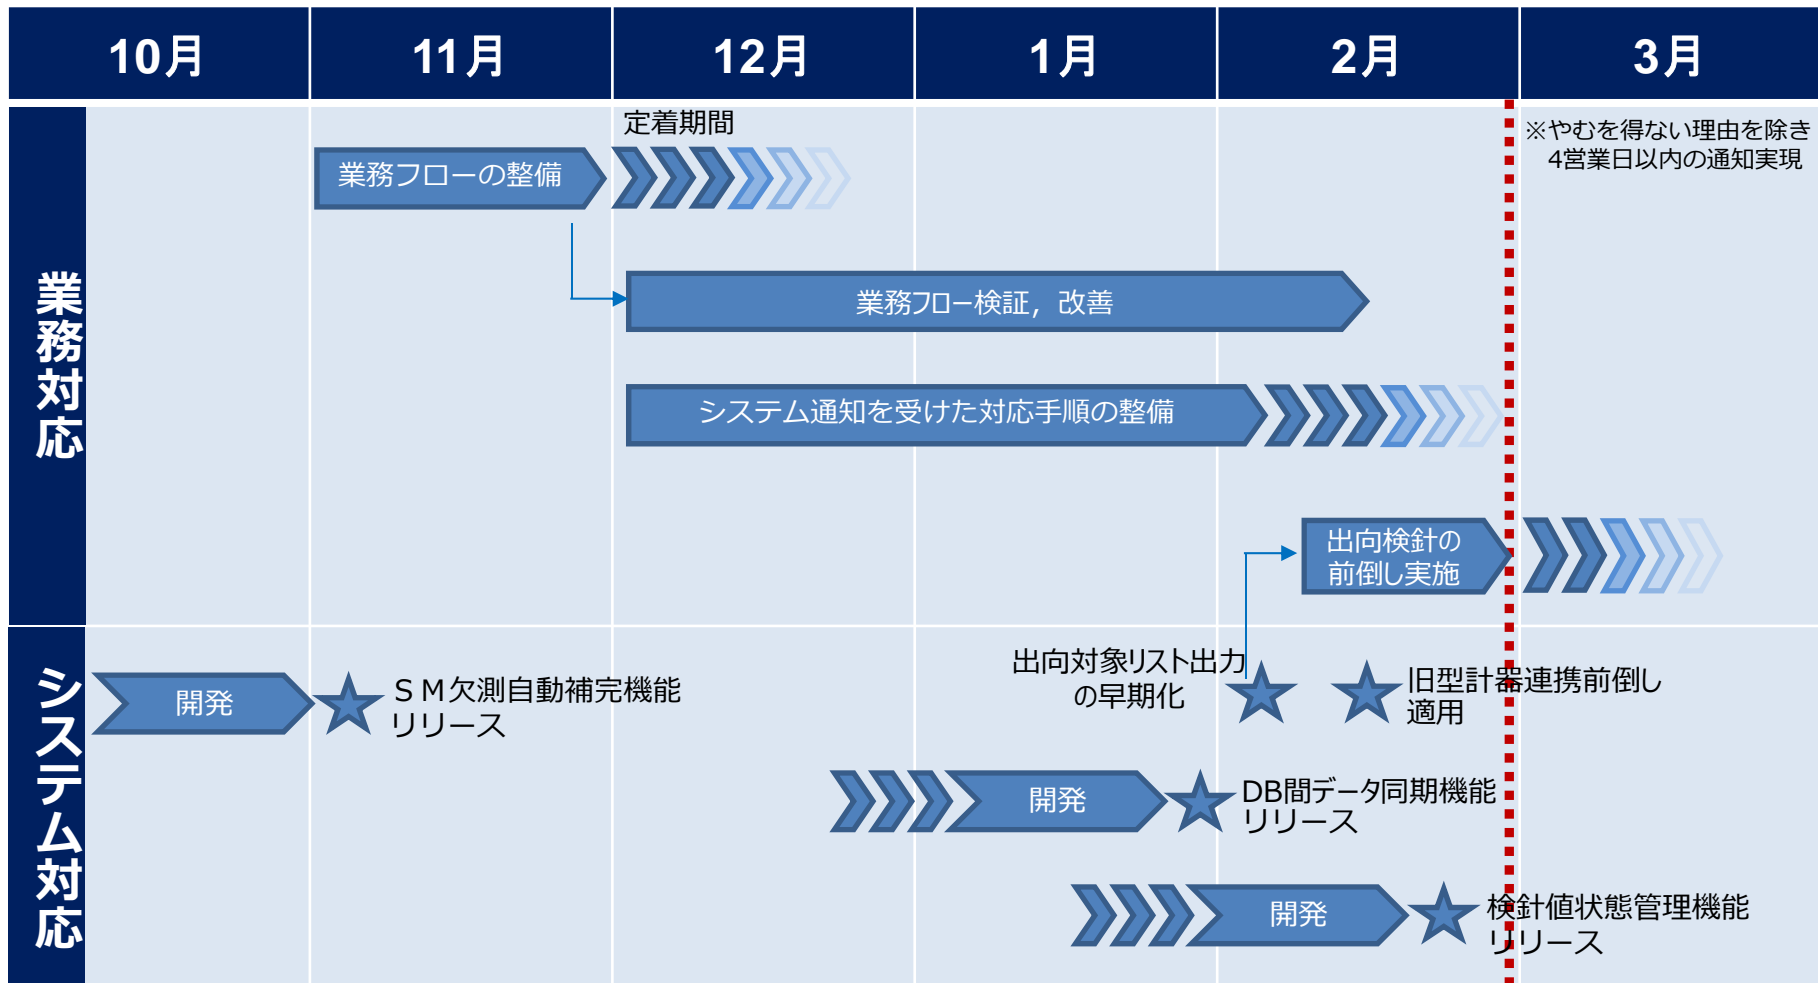 10月
11月
12月
1月
2月
3月
業務対応
定着期間
※やむを得ない理由を除き
4営業日以内の通知実現
業務フローの整備
業務フロー検証，改善
システム通知を受けた対応手順の整備
出向検針の
前倒し実施
システム対応
開発
ＳＭ欠測自動補完機能
リリース
出向対象リスト出力
の早期化
旧型計器連携前倒し
適用
開発
DB間データ同期機能
リリース
開発
検針値状態管理機能
リリース